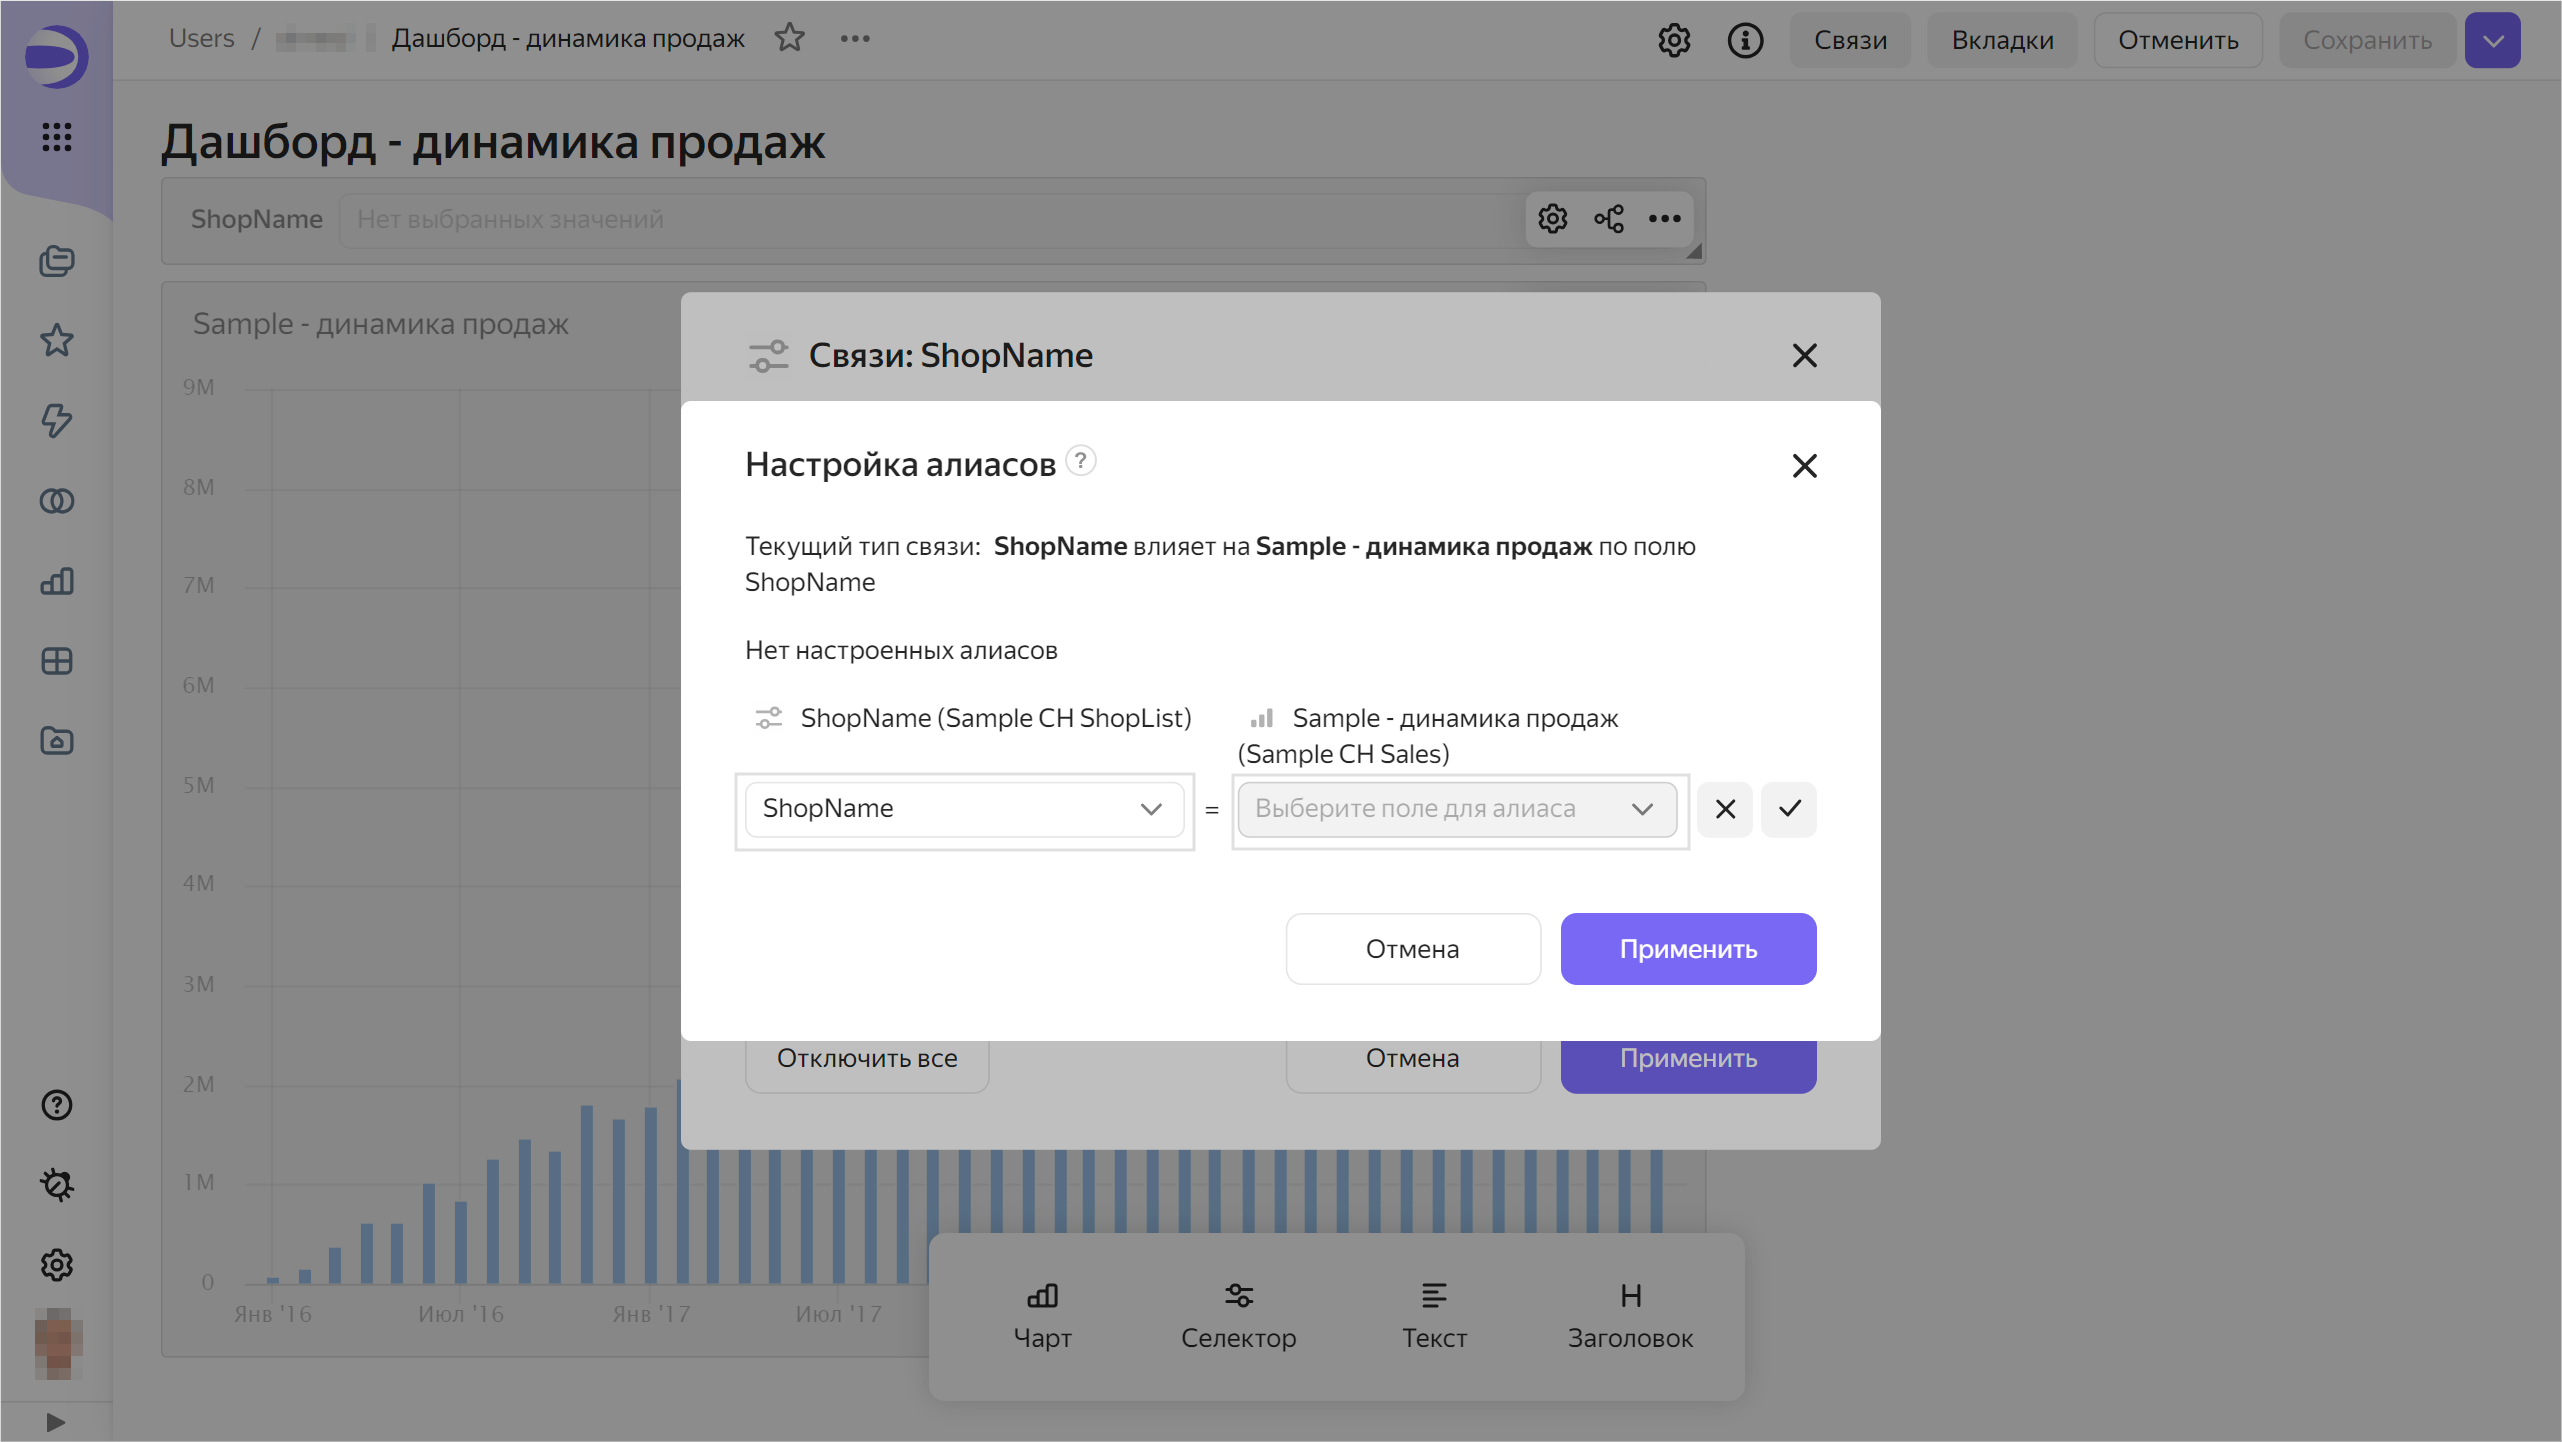 Users / Дашборд - динамика продаж
Связи Вкладки Отменить Сохранить
Дашборд - динамика продаж
ShopName Нет выбранных значений
Sample - динамика продаж
Связи: ShopName
Настройка алиасов ?
Текущий тип связи: ShopName влияет на Sample - динамика продаж по полю
ShopName
Нет настроенных алиасов
ShopName (Sample CH ShopList)
Sample - динамика продаж
(Sample CH Sales)
ShopName = Выберите поле для алиаса
Отмена Применить
Отключить все Отмена Применить
9M
8M
7M
6M
5M
4M
3M
2M
1M
0
Янв '16 Июл '16 Янв '17 Июл '17
Чарт Селектор Текст Заголовок